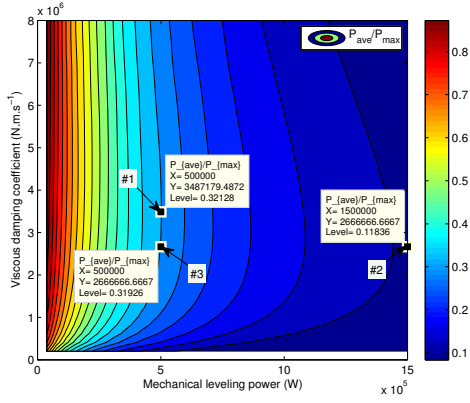 x 10^6
8
7
6
5
4
3
2
1
0
Viscous damping coefficient (N.m.s^-1)
P_ave/P_max
#1
P_{ave}/P_{max}
X= 500000
Y= 3487179.4872
Level= 0.32128
P_{ave}/P_{max}
X= 1500000
Y= 2666666.6667
Level= 0.11836
P_{ave}/P_{max}
X= 500000
Y= 2666666.6667
Level= 0.31926
#3
#2
0 5 10 15
Mechanical leveling power (W)
x 10^5
0.8
0.7
0.6
0.5
0.4
0.3
0.2
0.1